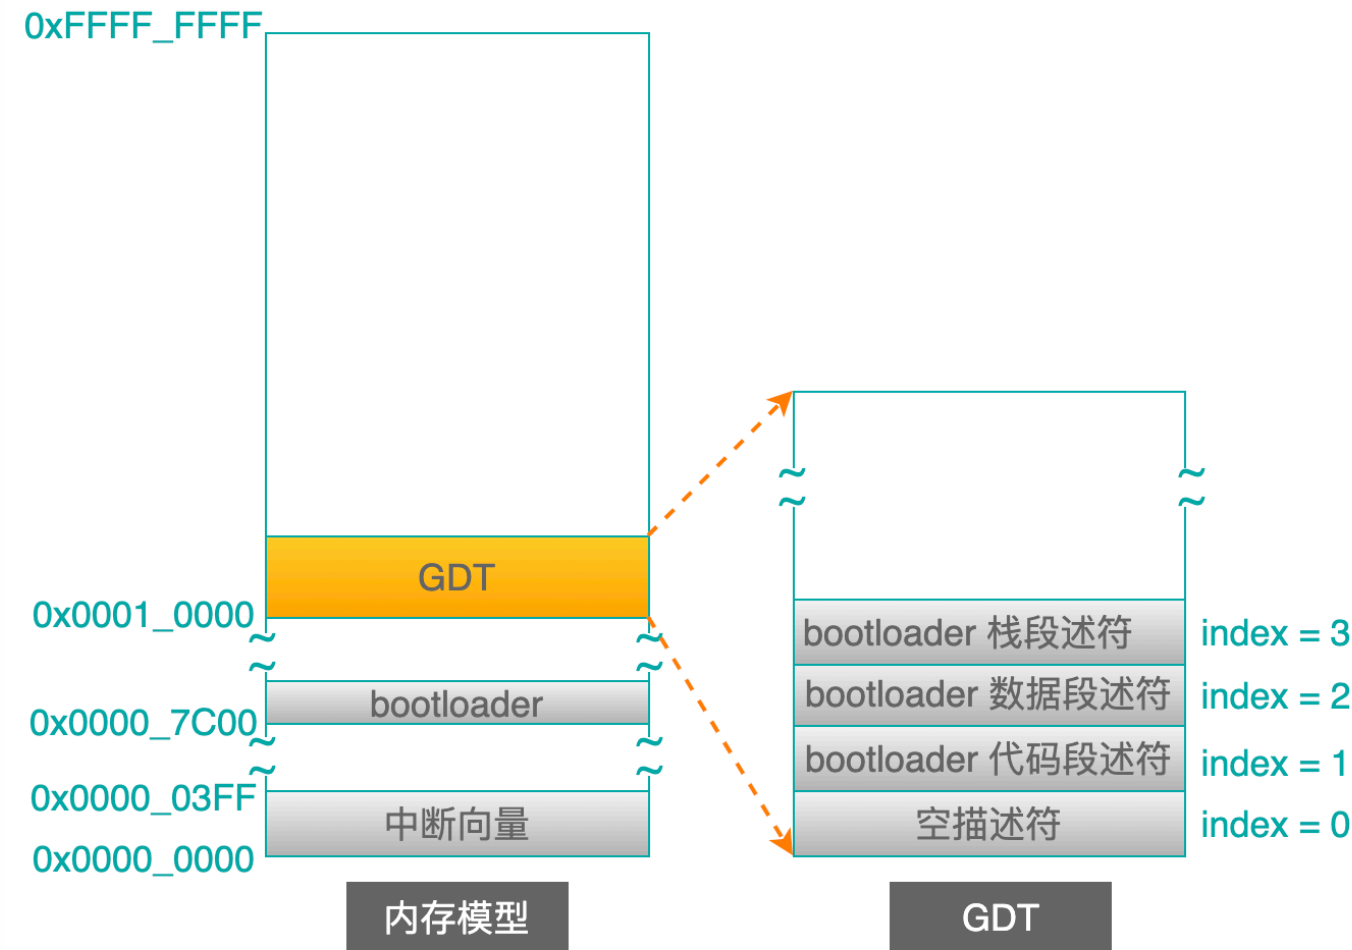 0xFFFF_FFFF
GDT
0x0001_0000
bootloader
0x0000_7C00
0x0000_03FF
中断向量
0x0000_0000
内存模型
bootloader 栈段述符
index = 3
bootloader 数据段述符
index = 2
bootloader 代码段述符
index = 1
空描述符
index = 0
GDT